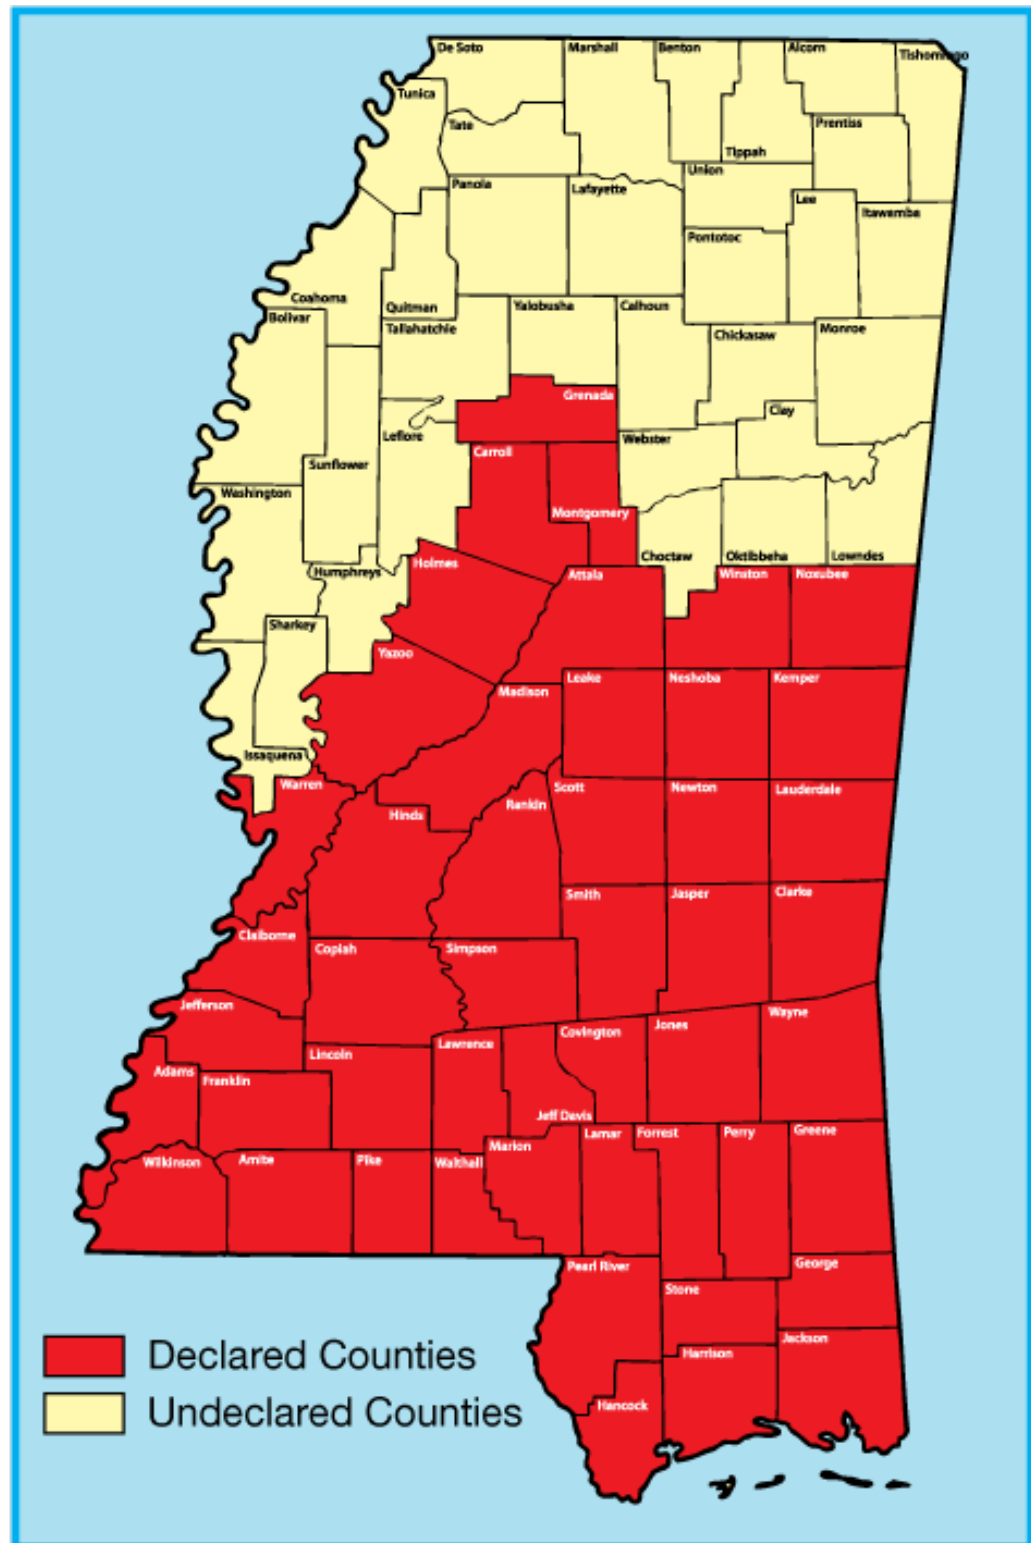 De Soto
Marshall
Benton
Alcorn
Tishomingo
Tunica
Tate
Prentiss
Tippah
Union
Panola
Lafayette
Lee
Itawemba
Pontotoc
Coahoma
Quitman
Yalobusha
Calhoun
Bolivar
Tallahatchie
Chickasaw
Monroe
Grenada
Clay
Leflore
Webster
Carroll
Sunflower
Washington
Montgomery
Choctaw
Oktibbeha
Lowndes
Humphreys
Holmes
Attala
Winston
Noxubee
Sharkey
Yazoo
Leake
Neshoba
Kemper
Madison
Issaquena
Warren
Scott
Newton
Lauderdale
Rankin
Hinds
Smith
Jasper
Clarke
Claiborne
Copiah
Simpson
Jefferson
Wayne
Covington
Jones
Lawrence
Lincoln
Adams
Franklin
Jeff Davis
Lamar
Forrest
Perry
Greene
Marion
Wilkinson
Amite
Pike
Walthall
Pearl River
George
Stone
Jackson
Harrison
Hancock
Declared Counties
Undeclared Counties